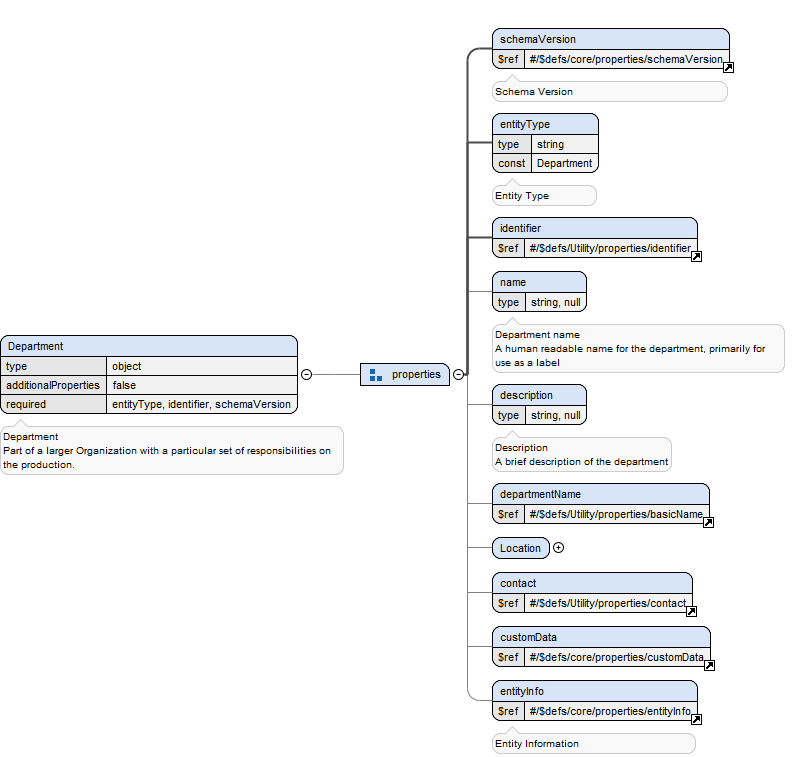 Department
type object
additionalProperties false
required entityType, identifier, schemaVersion
Department
Part of a larger Organization with a particular set of responsibilities on
the production.
properties
schemaVersion
$ref #/$defs/core/properties/schemaVersion
Schema Version
entityType
type string
const Department
Entity Type
identifier
$ref #/$defs/Utility/properties/identifier
name
type string, null
Department name
A human readable name for the department, primarily for
use as a label
description
type string, null
Description
A brief description of the department
departmentName
$ref #/$defs/Utility/properties/basicName
Location
contact
$ref #/$defs/Utility/properties/contact
customData
$ref #/$defs/core/properties/customData
entityInfo
$ref #/$defs/core/properties/entityInfo
Entity Information